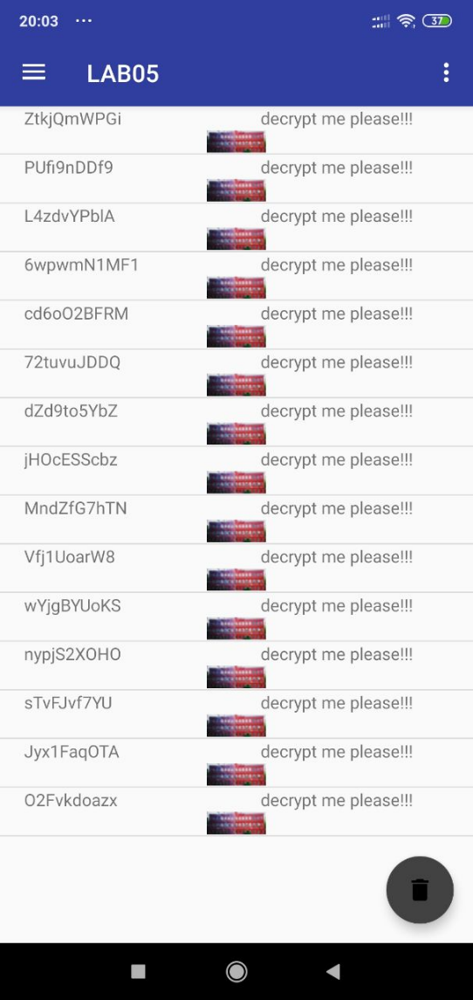 20:03 ... 37
LAB05
ZtkjQmWPGi decrypt me please!!!
PUfi9nDDf9 decrypt me please!!!
L4zdvYPblA decrypt me please!!!
6wpwmN1MF1 decrypt me please!!!
cd6oO2BFRM decrypt me please!!!
72tuvuJDDQ decrypt me please!!!
dZd9to5YbZ decrypt me please!!!
jHOcESScbz decrypt me please!!!
MndZfG7hTN decrypt me please!!!
Vfj1UoarW8 decrypt me please!!!
wYjgBYUoKS decrypt me please!!!
nypjS2XOHO decrypt me please!!!
sTvFJvf7YU decrypt me please!!!
Jyx1FaqOTA decrypt me please!!!
O2Fvkdoazx decrypt me please!!!